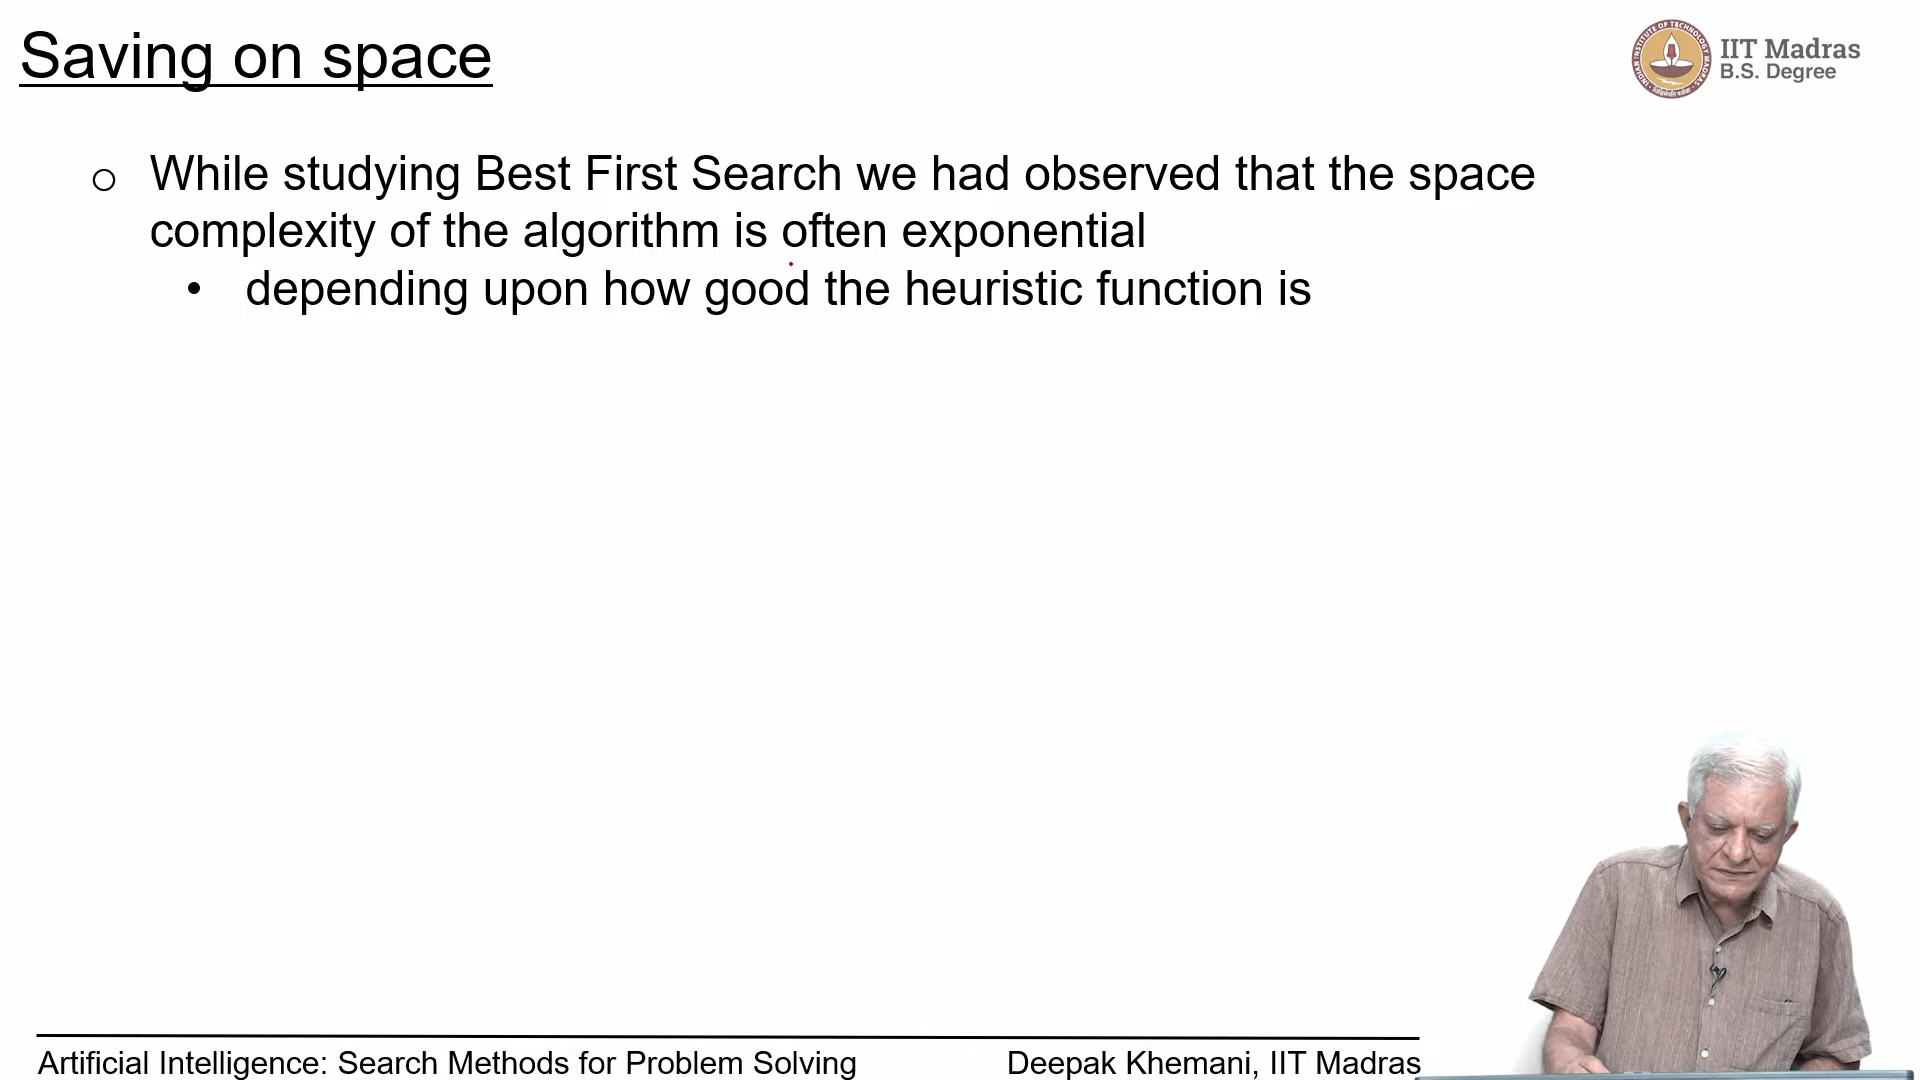 Saving on space
IIT Madras
B.S. Degree
o While studying Best First Search we had observed that the space
complexity of the algorithm is often exponential
• depending upon how good the heuristic function is
Artificial Intelligence: Search Methods for Problem Solving
Deepak Khemani, IIT Madras